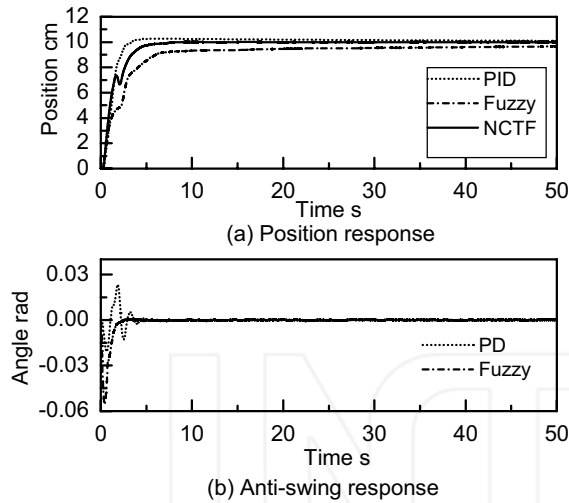 12
10
8
6
4
2
0
Position cm
PID
Fuzzy
NCTF
0 10 20 30 40 50
Time s
(a) Position response
0.03
0.00
-0.03
-0.06
Angle rad
PD
Fuzzy
0 10 20 30 40 50
Time s
(b) Anti-swing response